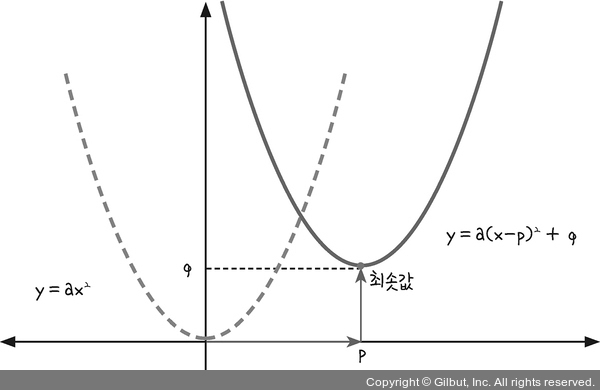 y = a(x-p)² + q
q
최솟값
y = ax²
p
Copyright © Gilbut, Inc. All rights reserved.